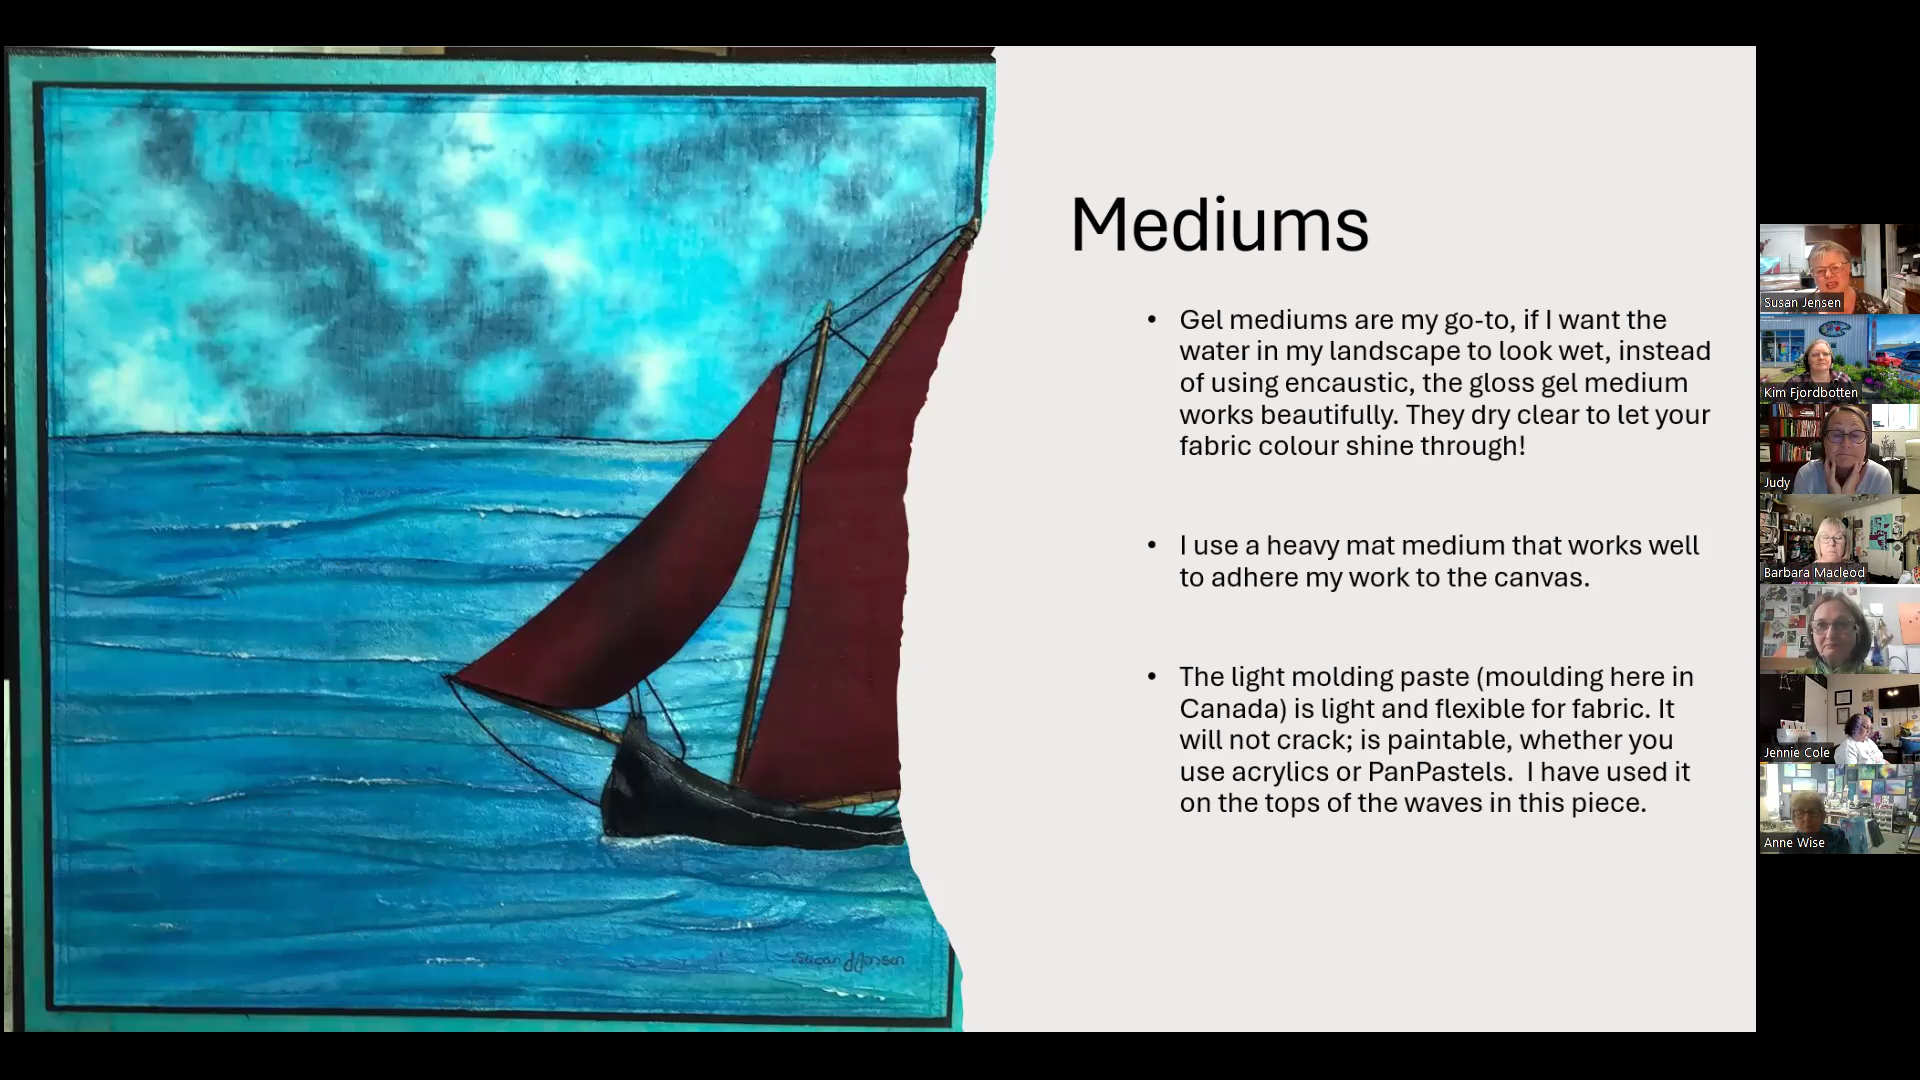 Mediums
• Gel mediums are my go-to, if I want the
water in my landscape to look wet, instead
of using encaustic, the gloss gel medium
works beautifully. They dry clear to let your
fabric colour shine through!
• I use a heavy mat medium that works well
to adhere my work to the canvas.
• The light molding paste (moulding here in
Canada) is light and flexible for fabric. It
will not crack; is paintable, whether you
use acrylics or PanPastels.  I have used it
on the tops of the waves in this piece.
Susan J Jensen
Susan Jensen
Kim Fjordbotten
Judy
Barbara Macleod
Jennie Cole
Anne Wise